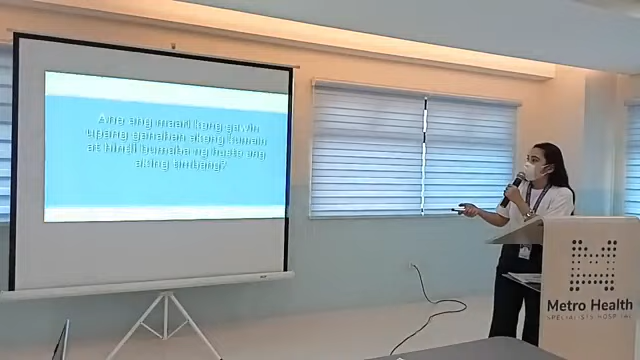 Ano ang maari kong gawin
upang ganahan akong kumain
at hindi bumaba ng husto ang
aking timbang?
Metro Health
SPECIALISTS HOSPITAL